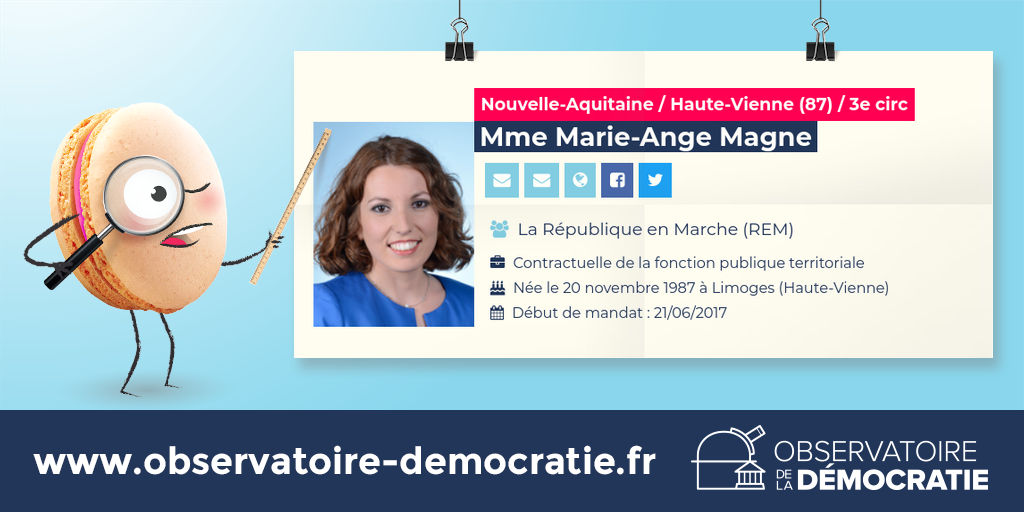 Nouvelle-Aquitaine / Haute-Vienne (87) / 3e circ
Mme Marie-Ange Magne
La République en Marche (REM)
Contractuelle de la fonction publique territoriale
Née le 20 novembre 1987 à Limoges (Haute-Vienne)
Début de mandat : 21/06/2017
www.observatoire-democratie.fr
OBSERVATOIRE
DE LA DÉMOCRATIE